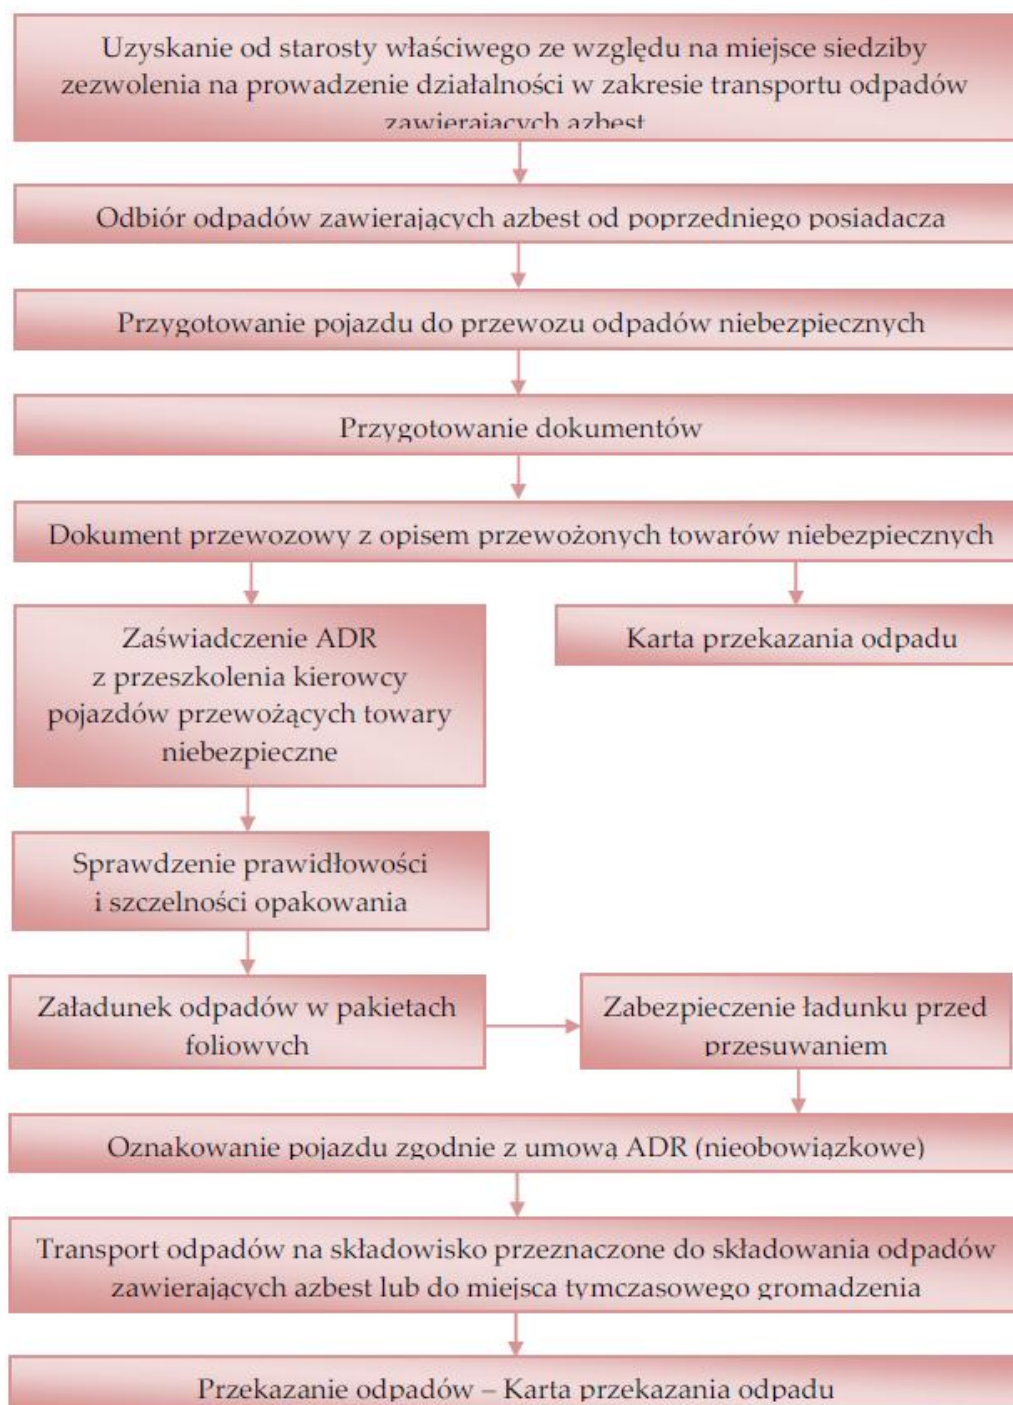 Uzyskanie od starosty właściwego ze względu na miejsce siedziby
zezwolenia na prowadzenie działalności w zakresie transportu odpadów
zawierających azbest
Odbiór odpadów zawierających azbest od poprzedniego posiadacza
Przygotowanie pojazdu do przewozu odpadów niebezpiecznych
Przygotowanie dokumentów
Dokument przewozowy z opisem przewożonych towarów niebezpiecznych
Zaświadczenie ADR
z przeszkolenia kierowcy
pojazdów przewożących towary
niebezpieczne
Karta przekazania odpadu
Sprawdzenie prawidłowości
i szczelności opakowania
Załadunek odpadów w pakietach
foliowych
Zabezpieczenie ładunku przed
przesuwaniem
Oznakowanie pojazdu zgodnie z umową ADR (nieobowiązkowe)
Transport odpadów na składowisko przeznaczone do składowania odpadów
zawierających azbest lub do miejsca tymczasowego gromadzenia
Przekazanie odpadów – Karta przekazania odpadu